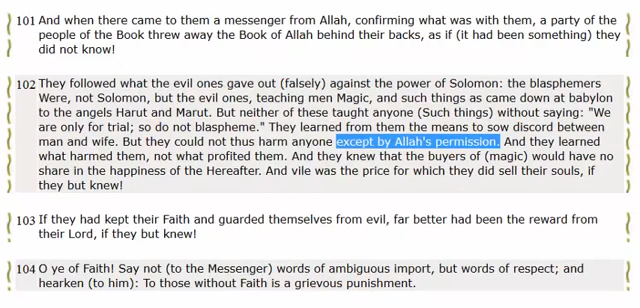 101 And when there came to them a messenger from Allah, confirming what was with them, a party of the
people of the Book threw away the Book of Allah behind their backs, as if (it had been something) they
did not know!
102 They followed what the evil ones gave out (falsely) against the power of Solomon: the blasphemers
Were, not Solomon, but the evil ones, teaching men Magic, and such things as came down at babylon
to the angels Harut and Marut. But neither of these taught anyone (Such things) without saying: "We
are only for trial; so do not blaspheme." They learned from them the means to sow discord between
man and wife. But they could not thus harm anyone except by Allah's permission. And they learned
what harmed them, not what profited them. And they knew that the buyers of (magic) would have no
share in the happiness of the Hereafter. And vile was the price for which they did sell their souls, if
they but knew!
103 If they had kept their Faith and guarded themselves from evil, far better had been the reward from
their Lord, if they but knew!
104 O ye of Faith! Say not (to the Messenger) words of ambiguous import, but words of respect; and
hearken (to him): To those without Faith is a grievous punishment.